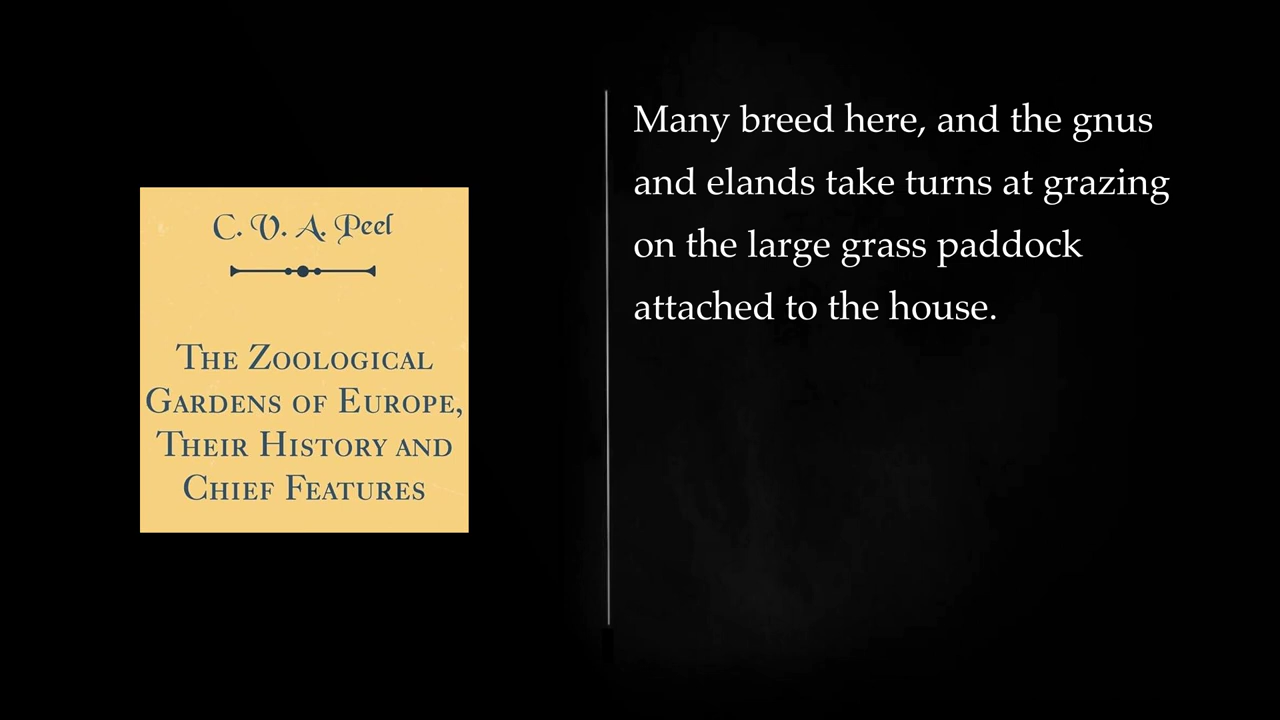 C. V. A. Peel
The Zoological
Gardens of Europe,
Their History and
Chief Features
Many breed here, and the gnus
and elands take turns at grazing
on the large grass paddock
attached to the house.